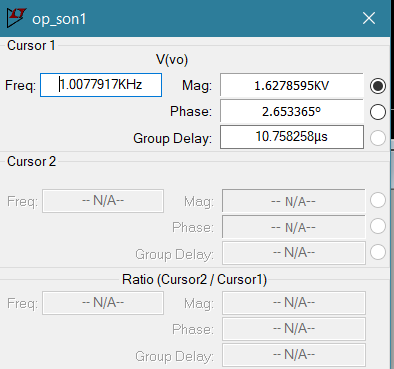 op_son1
Cursor 1
V(vo)
Freq: 1.0077917KHz Mag: 1.6278595KV
Phase: 2.653365°
Group Delay: 10.758258µs
Cursor 2
Freq: -- N/A-- Mag: -- N/A--
Phase: -- N/A--
Group Delay: -- N/A--
Ratio (Cursor2 / Cursor1)
Freq: -- N/A-- Mag: -- N/A--
Phase: -- N/A--
Group Delay: -- N/A--